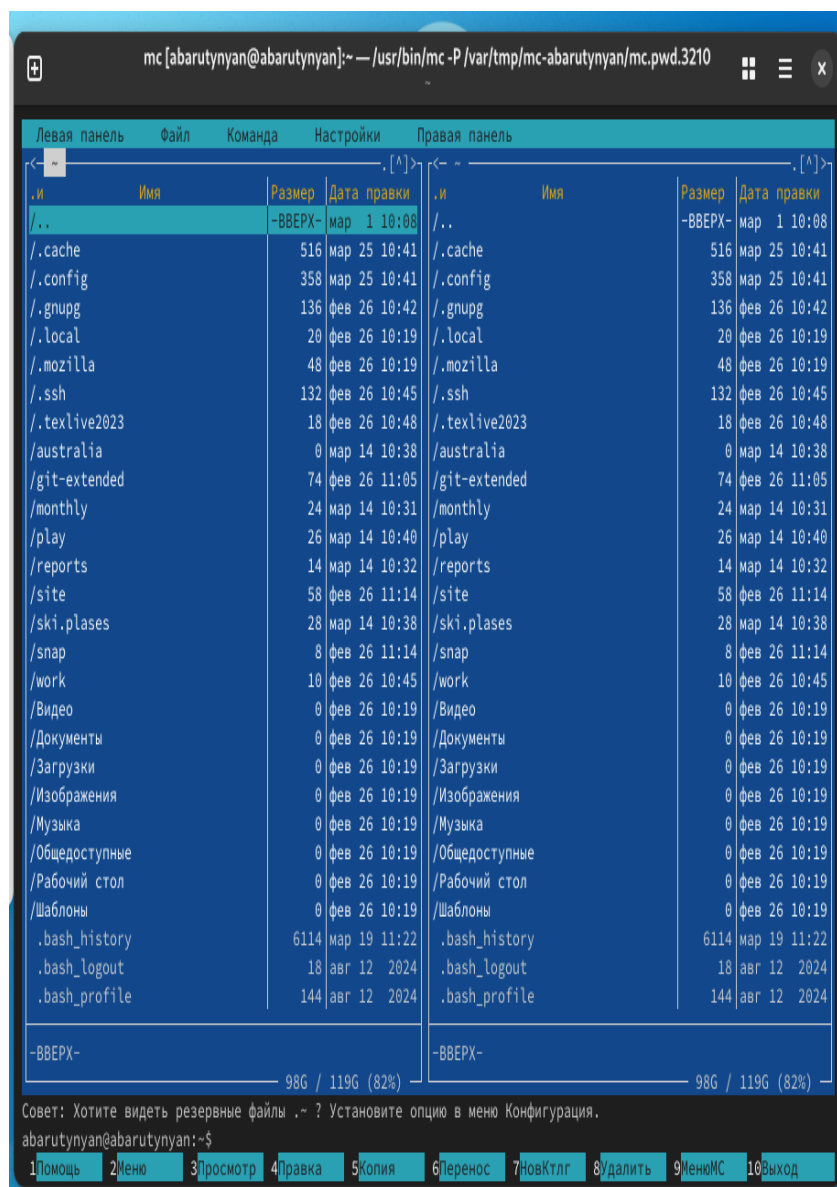 mc [abarutynyan@abarutynyan]:~ — /usr/bin/mc -P /var/tmp/mc-abarutynyan/mc.pwd.3210
~
Левая панель Файл Команда Настройки Правая панель
<- ~ .[^]> <- ~ .[^]>
.и Имя Размер Дата правки .и Имя Размер Дата правки
/.. -ВВЕРХ- мар 1 10:08 /.. -ВВЕРХ- мар 1 10:08
/.cache 516 мар 25 10:41 /.cache 516 мар 25 10:41
/.config 358 мар 25 10:41 /.config 358 мар 25 10:41
/.gnupg 136 фев 26 10:42 /.gnupg 136 фев 26 10:42
/.local 20 фев 26 10:19 /.local 20 фев 26 10:19
/.mozilla 48 фев 26 10:19 /.mozilla 48 фев 26 10:19
/.ssh 132 фев 26 10:45 /.ssh 132 фев 26 10:45
/.texlive2023 18 фев 26 10:48 /.texlive2023 18 фев 26 10:48
/australia 0 мар 14 10:38 /australia 0 мар 14 10:38
/git-extended 74 фев 26 11:05 /git-extended 74 фев 26 11:05
/monthly 24 мар 14 10:31 /monthly 24 мар 14 10:31
/play 26 мар 14 10:40 /play 26 мар 14 10:40
/reports 14 мар 14 10:32 /reports 14 мар 14 10:32
/site 58 фев 26 11:14 /site 58 фев 26 11:14
/ski.plases 28 мар 14 10:38 /ski.plases 28 мар 14 10:38
/snap 8 фев 26 11:14 /snap 8 фев 26 11:14
/work 10 фев 26 10:45 /work 10 фев 26 10:45
/Видео 0 фев 26 10:19 /Видео 0 фев 26 10:19
/Документы 0 фев 26 10:19 /Документы 0 фев 26 10:19
/Загрузки 0 фев 26 10:19 /Загрузки 0 фев 26 10:19
/Изображения 0 фев 26 10:19 /Изображения 0 фев 26 10:19
/Музыка 0 фев 26 10:19 /Музыка 0 фев 26 10:19
/Общедоступные 0 фев 26 10:19 /Общедоступные 0 фев 26 10:19
/Рабочий стол 0 фев 26 10:19 /Рабочий стол 0 фев 26 10:19
/Шаблоны 0 фев 26 10:19 /Шаблоны 0 фев 26 10:19
.bash_history 6114 мар 19 11:22 .bash_history 6114 мар 19 11:22
.bash_logout 18 авг 12 2024 .bash_logout 18 авг 12 2024
.bash_profile 144 авг 12 2024 .bash_profile 144 авг 12 2024
-ВВЕРХ- -ВВЕРХ-
98G / 119G (82%) 98G / 119G (82%)
Совет: Хотите видеть резервные файлы .~ ? Установите опцию в меню Конфигурация.
abarutynyan@abarutynyan:~$
1Помощь 2Меню 3Просмотр 4Правка 5Копия 6Перенос 7НовКтлг 8Удалить 9МенюMC 10Выход